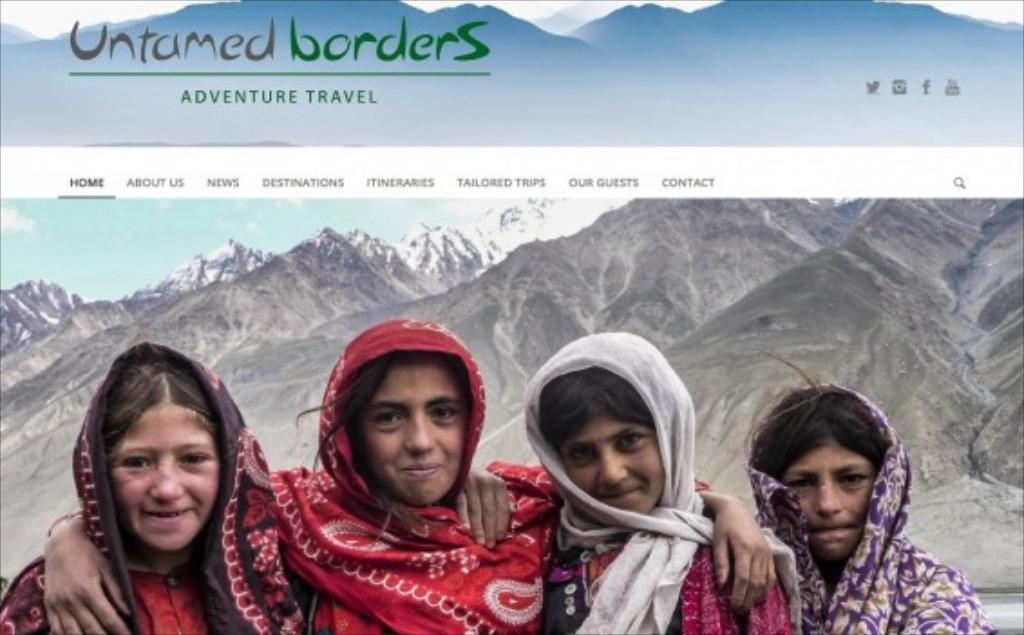 Untamed borders
ADVENTURE TRAVEL
HOME ABOUT US NEWS DESTINATIONS ITINERARIES TAILORED TRIPS OUR GUESTS CONTACT